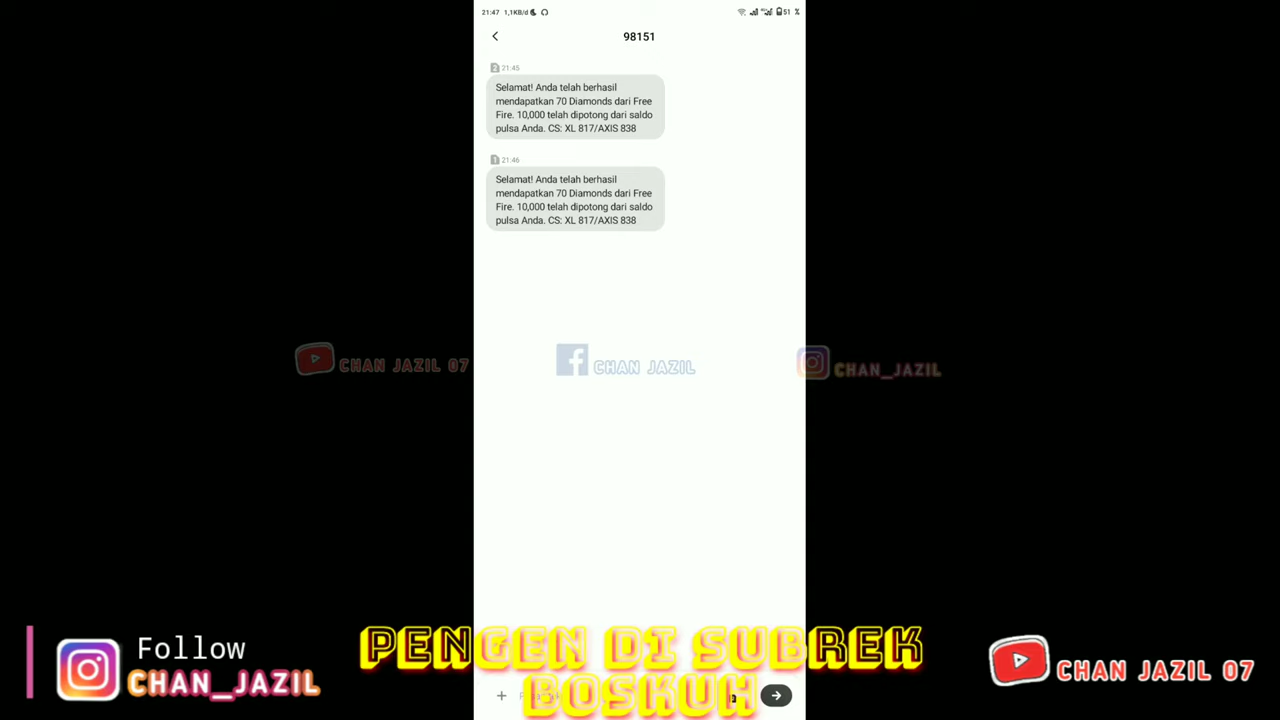 21:47 1,1KB/d
51 %
98151
2 21:45
Selamat! Anda telah berhasil
mendapatkan 70 Diamonds dari Free
Fire. 10,000 telah dipotong dari saldo
pulsa Anda. CS: XL 817/AXIS 838
1 21:46
Selamat! Anda telah berhasil
mendapatkan 70 Diamonds dari Free
Fire. 10,000 telah dipotong dari saldo
pulsa Anda. CS: XL 817/AXIS 838
CHAN JAZIL 07
CHAN JAZIL
CHAN_JAZIL
Follow
CHAN_JAZIL
PENGEN DI SUBREK
BOSKUH
CHAN JAZIL 07